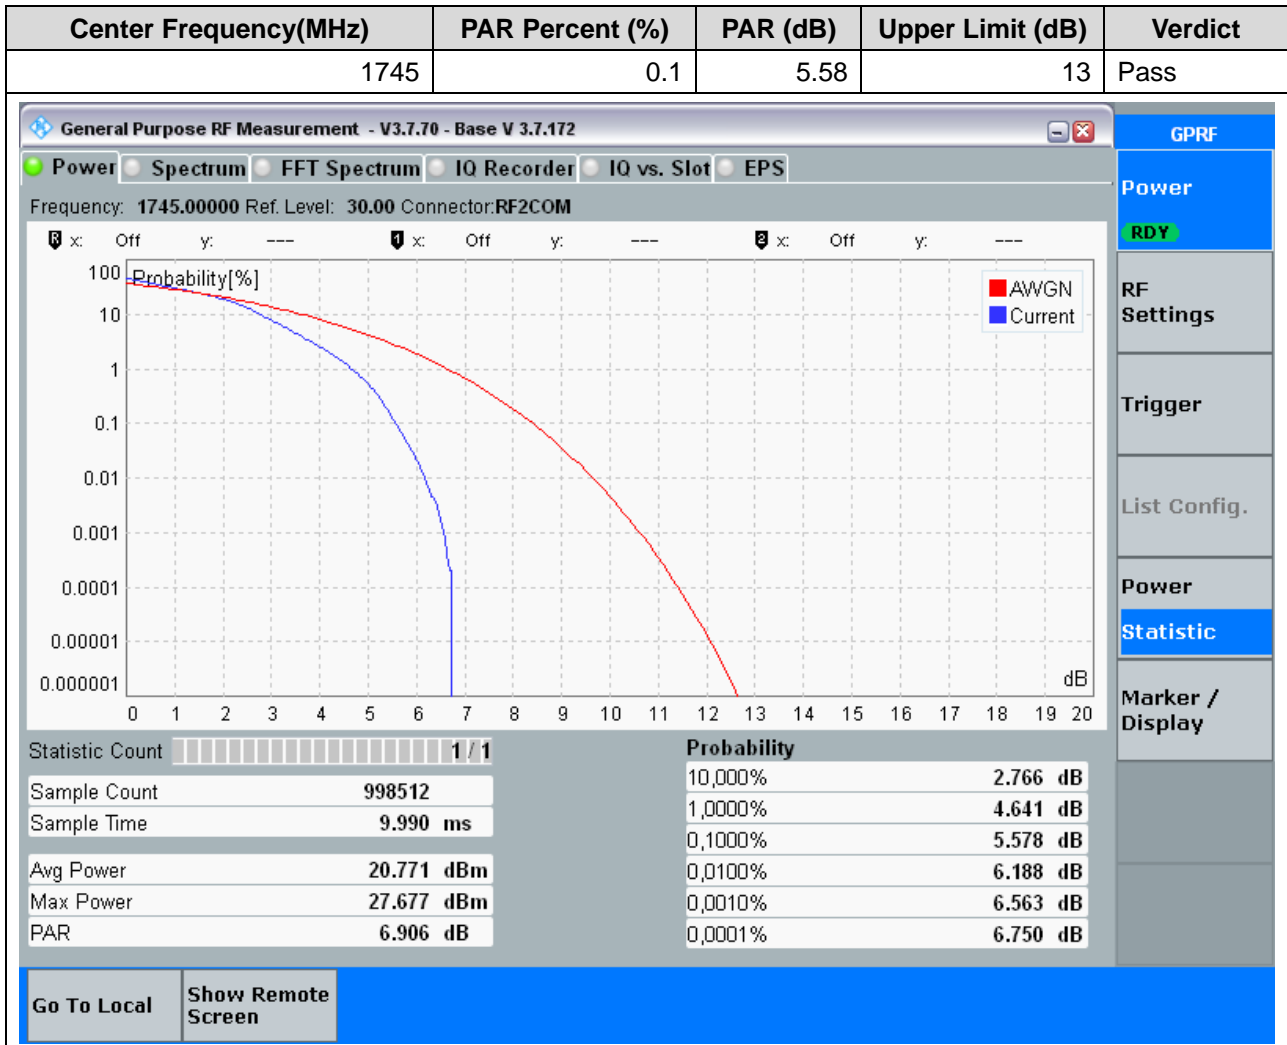 Center Frequency(MHz) PAR Percent (%) PAR (dB) Upper Limit (dB) Verdict
1745 0.1 5.58 13 Pass
General Purpose RF Measurement - V3.7.70 - Base V 3.7.172
GPRF
Power Spectrum FFT Spectrum IQ Recorder IQ vs. Slot EPS
Frequency: 1745.00000 Ref. Level: 30.00 Connector:RF2COM
R x: Off y: --- 1 x: Off y: --- 2 x: Off y: ---
Probability[%]
100
10
1
0.1
0.01
0.001
0.0001
0.00001
0.000001
AWGN
Current
dB
0 1 2 3 4 5 6 7 8 9 10 11 12 13 14 15 16 17 18 19 20
Power
RDY
RF
Settings
Trigger
List Config.
Power
Statistic
Marker /
Display
Statistic Count 1 / 1
Sample Count 998512
Sample Time 9.990 ms
Avg Power 20.771 dBm
Max Power 27.677 dBm
PAR 6.906 dB
Probability
10,000% 2.766 dB
1,0000% 4.641 dB
0,1000% 5.578 dB
0,0100% 6.188 dB
0,0010% 6.563 dB
0,0001% 6.750 dB
Go To Local
Show Remote
Screen